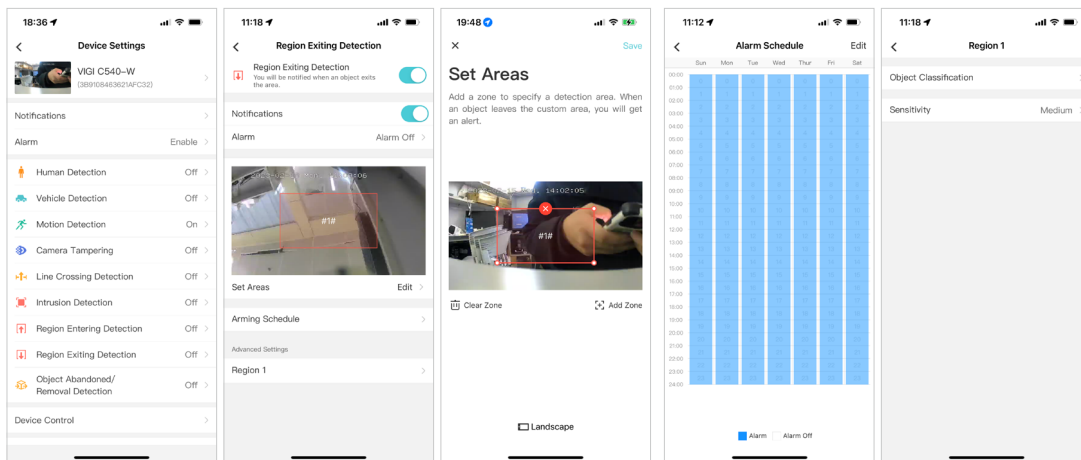 18:36
Device Settings
VIGI C540-W
(3B9108463621AFC32)
Notifications
Alarm Enable
Human Detection Off
Vehicle Detection Off
Motion Detection On
Camera Tampering Off
Line Crossing Detection Off
Intrusion Detection Off
Region Entering Detection Off
Region Exiting Detection Off
Object Abandoned/
Removal Detection Off
Device Control
11:18
Region Exiting Detection
Region Exiting Detection
You will be notified when an object exits
the area.
Notifications
Alarm Alarm Off
#1#
Set Areas Edit
Arming Schedule
Advanced Settings
Region 1
19:48
Save
Set Areas
Add a zone to specify a detection area. When
an object leaves the custom area, you will get
an alert.
14:02:05
#1#
Clear Zone Add Zone
Landscape
11:12
Alarm Schedule Edit
Sun Mon Tue Wed Thur Fri Sat
00:00
01:00
02:00
03:00
04:00
06:00
07:00
08:00
09:00
10:00
11:00
12:00
13:00
14:00
15:00
16:00
17:00
18:00
19:00
20:00
21:00
22:00
23:00
24:00
Alarm Alarm Off
11:18
Region 1
Object Classification
Sensitivity Medium